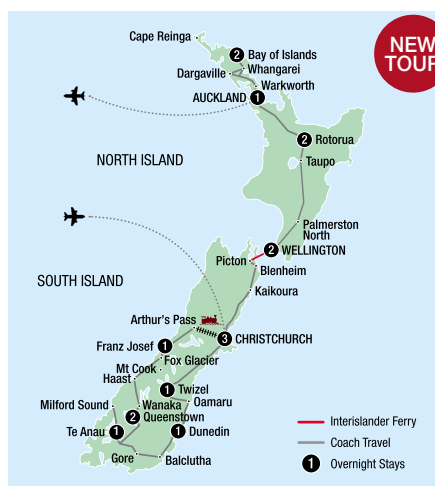 Cape Reinga
2
Bay of Islands
Whangarei
Dargaville
Warkworth
AUCKLAND
1
NEW
TOUR
2
Rotorua
Taupo
NORTH ISLAND
Palmerston
North
2
WELLINGTON
Picton
Blenheim
SOUTH ISLAND
Kaikoura
Arthur's Pass
3
CHRISTCHURCH
Franz Josef
1
Fox Glacier
Mt Cook
Haast
1
Twizel
Oamaru
Milford Sound
Wanaka
2
Queenstown
Te Anau
1
1
Dunedin
Gore
Balclutha
Interislander Ferry
Coach Travel
1
Overnight Stays